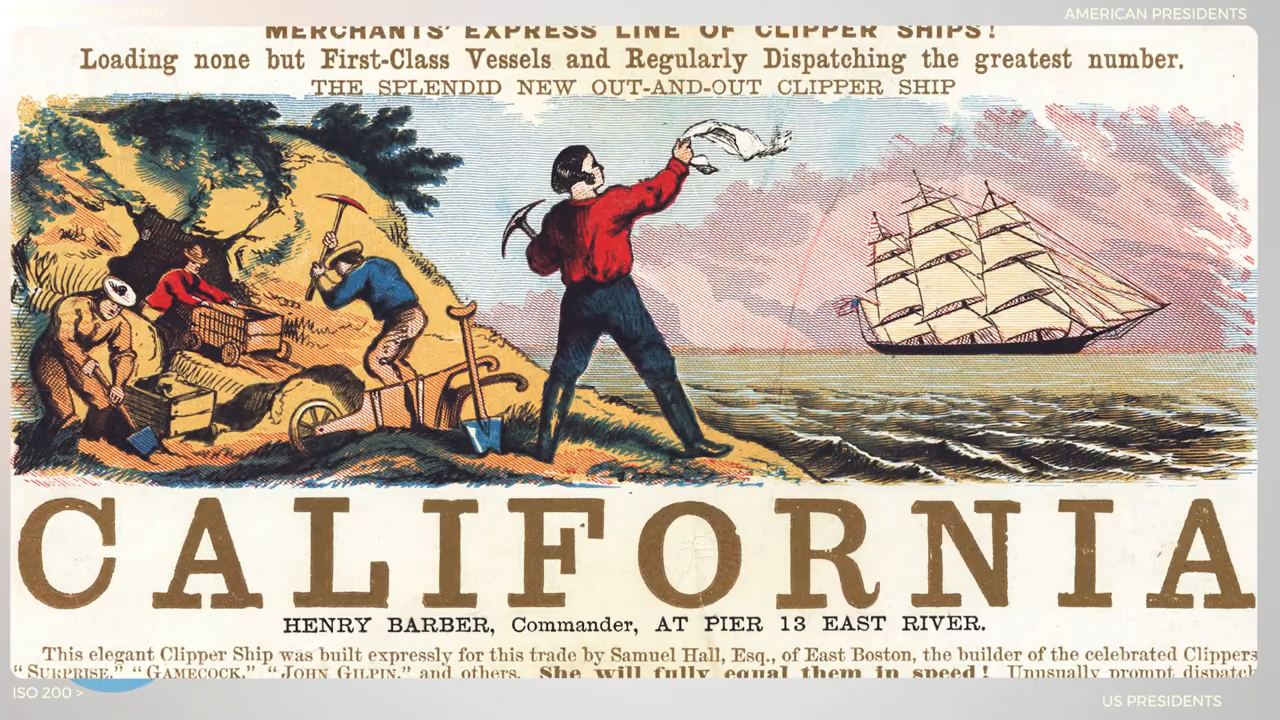 AMERICAN PRESIDENTS
MERCHANTS' EXPRESS LINE OF CLIPPER SHIPS!
Loading none but First-Class Vessels and Regularly Dispatching the greatest number.
THE SPLENDID NEW OUT-AND-OUT CLIPPER SHIP
CALIFORNIA
HENRY BARBER, Commander, AT PIER 13 EAST RIVER.
This elegant Clipper Ship was built expressly for this trade by Samuel Hall, Esq., of East Boston, the builder of the celebrated Clippers
"SURPRISE," "GAMECOCK," "JOHN GILPIN," and others. She will fully equal them in speed! Unusually prompt dispatch
ISO 200 >
US PRESIDENTS